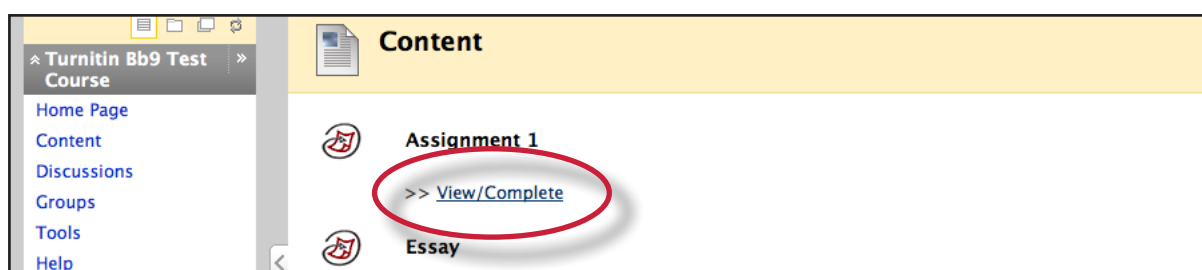 Turnitin Bb9 Test
Course
Home Page
Content
Discussions
Groups
Tools
Help
Content
Assignment 1
>> View/Complete
Essay